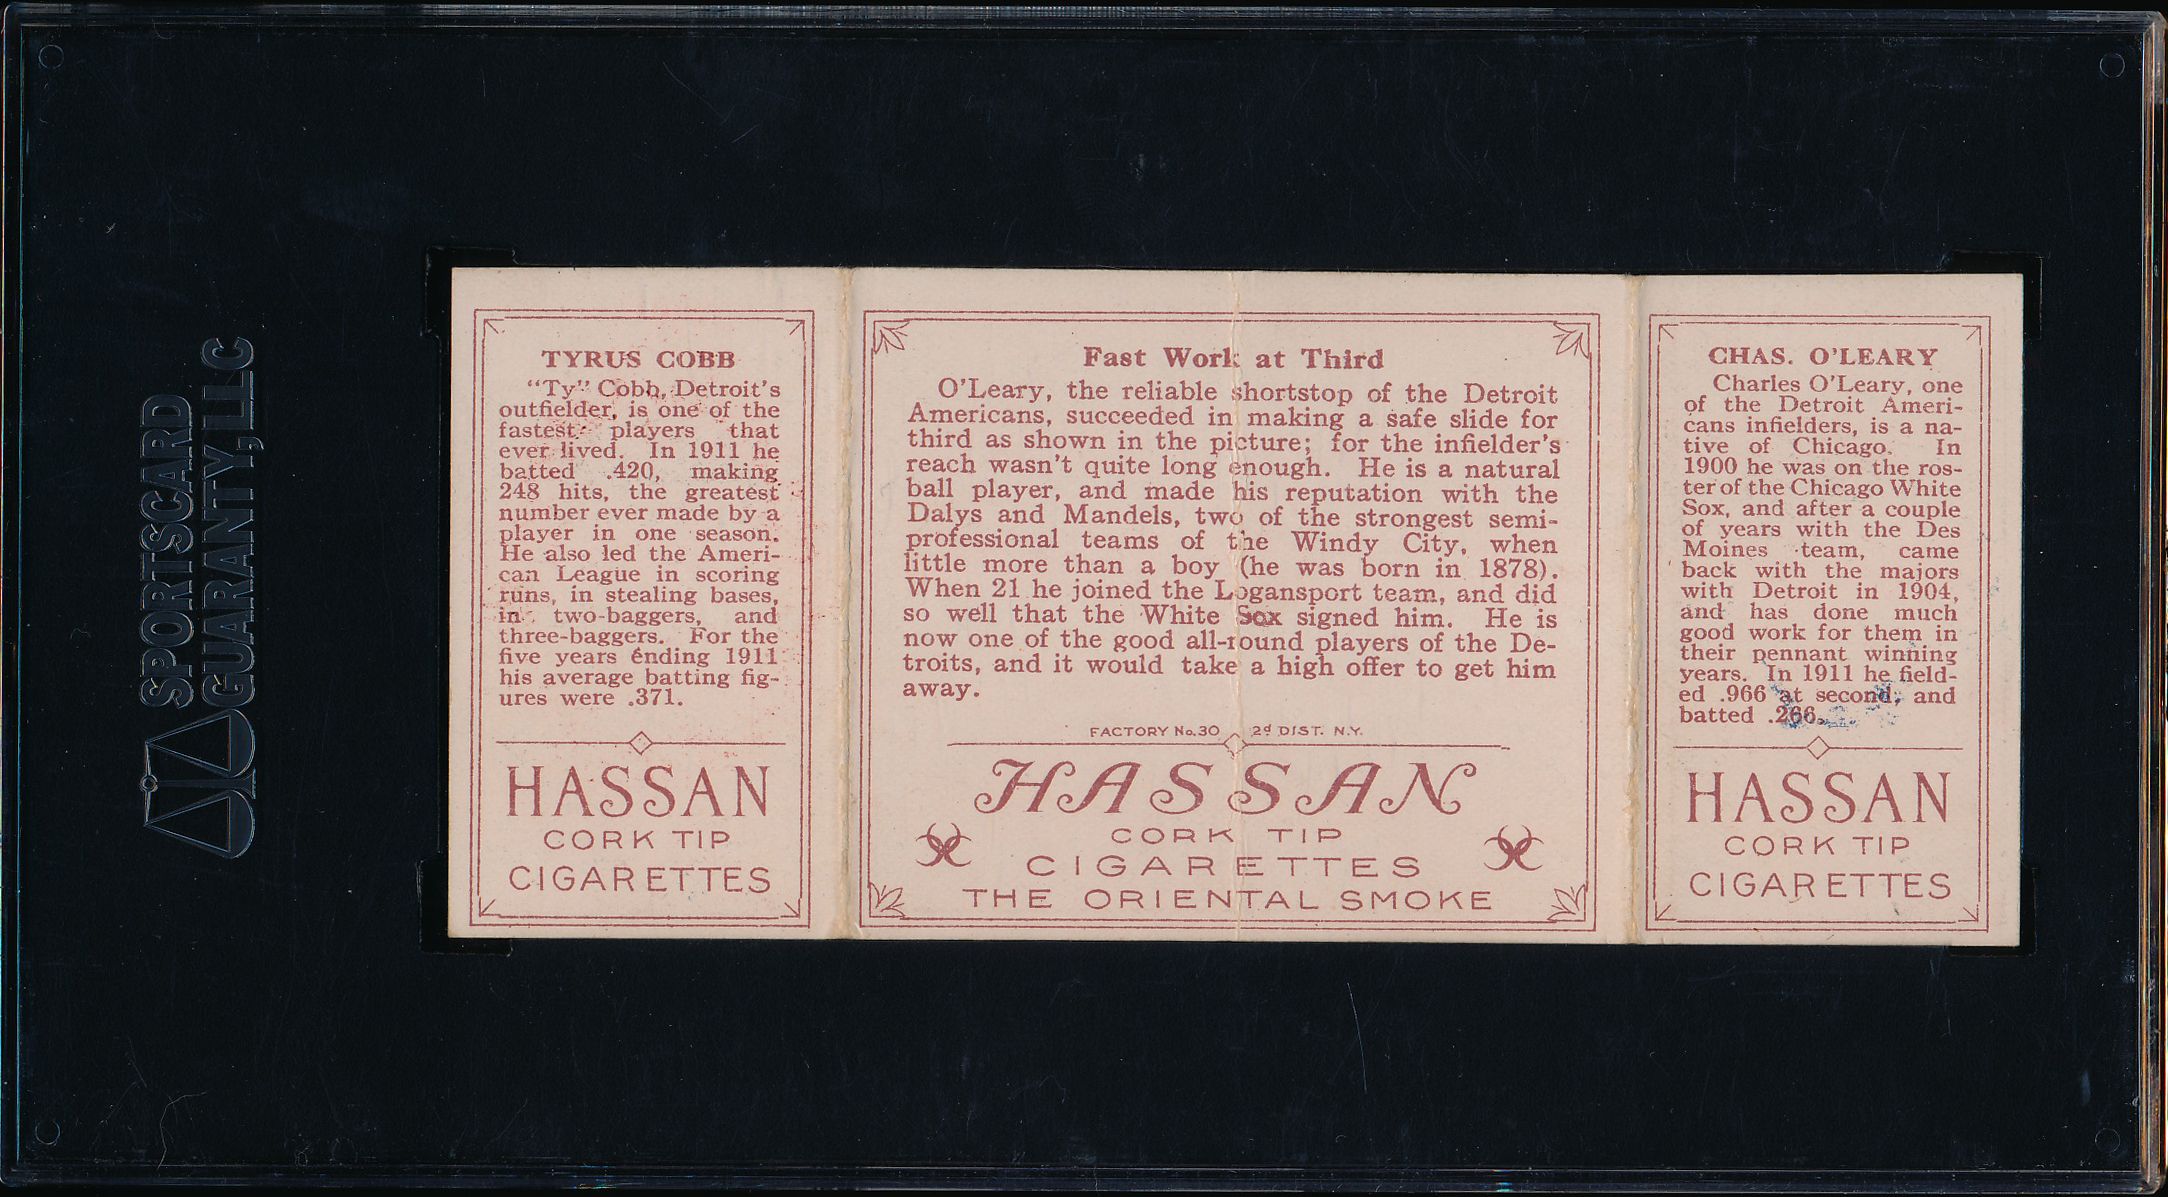 SPORTSCARD
GUARANTY, LLC
TYRUS COBB
"Ty" Cobb, Detroit's
outfielder, is one of the
fastest players that
ever lived. In 1911 he
batted .420, making
248 hits, the greatest
number ever made by a
player in one season.
He also led the Ameri-
can League in scoring
runs, in stealing bases,
in two-baggers, and
three-baggers. For the
five years ending 1911
his average batting fig-
ures were .371.
HASSAN
CORK TIP
CIGARETTES
Fast Work at Third
O'Leary, the reliable shortstop of the Detroit
Americans, succeeded in making a safe slide for
third as shown in the picture; for the infielder's
reach wasn't quite long enough. He is a natural
ball player, and made his reputation with the
Dalys and Mandels, two of the strongest semi-
professional teams of the Windy City, when
little more than a boy (he was born in 1878).
When 21 he joined the Logansport team, and did
so well that the White Sox signed him. He is
now one of the good all-round players of the De-
troits, and it would take a high offer to get him
away.
FACTORY No. 30 2d DIST. N.Y.
HASSAN
CORK TIP
CIGARETTES
THE ORIENTAL SMOKE
CHAS. O'LEARY
Charles O'Leary, one
of the Detroit Ameri-
cans infielders, is a na-
tive of Chicago. In
1900 he was on the ros-
ter of the Chicago White
Sox, and after a couple
of years with the Des
Moines team, came
back with the majors
with Detroit in 1904,
and has done much
good work for them in
their pennant winning
years. In 1911 he field-
ed .966 at second, and
batted .266.
HASSAN
CORK TIP
CIGARETTES